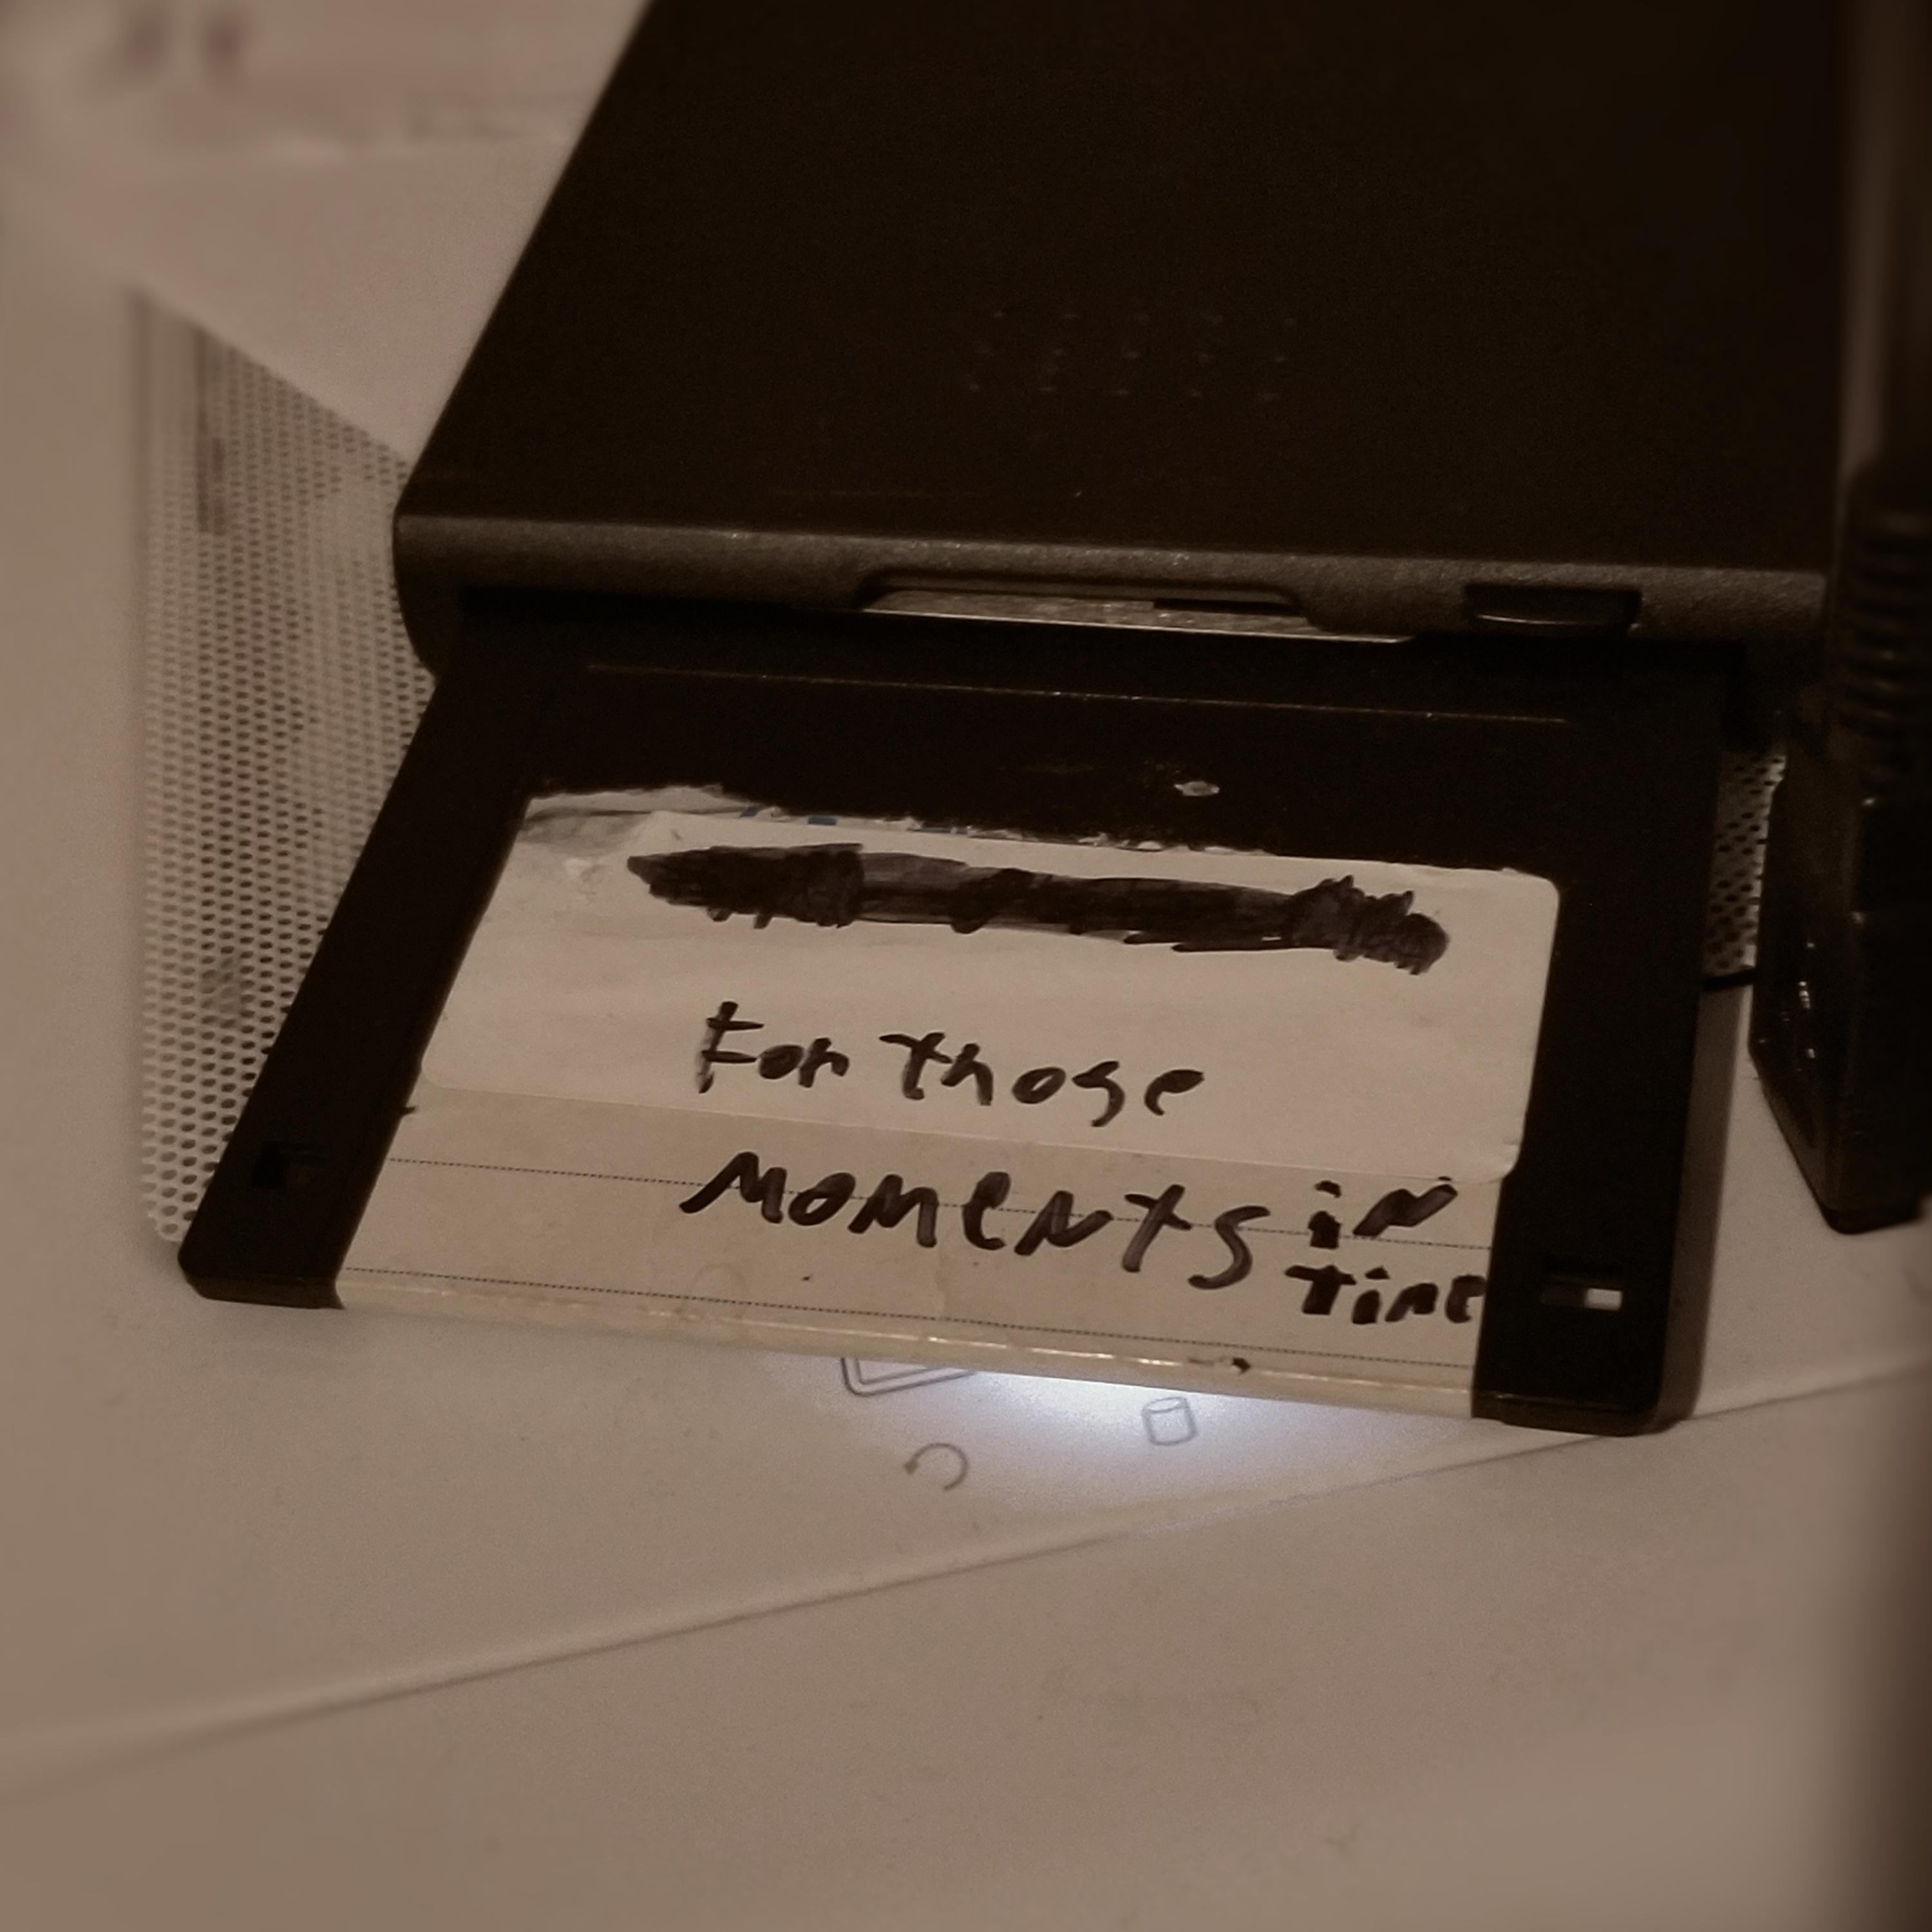 For those
moments in
time